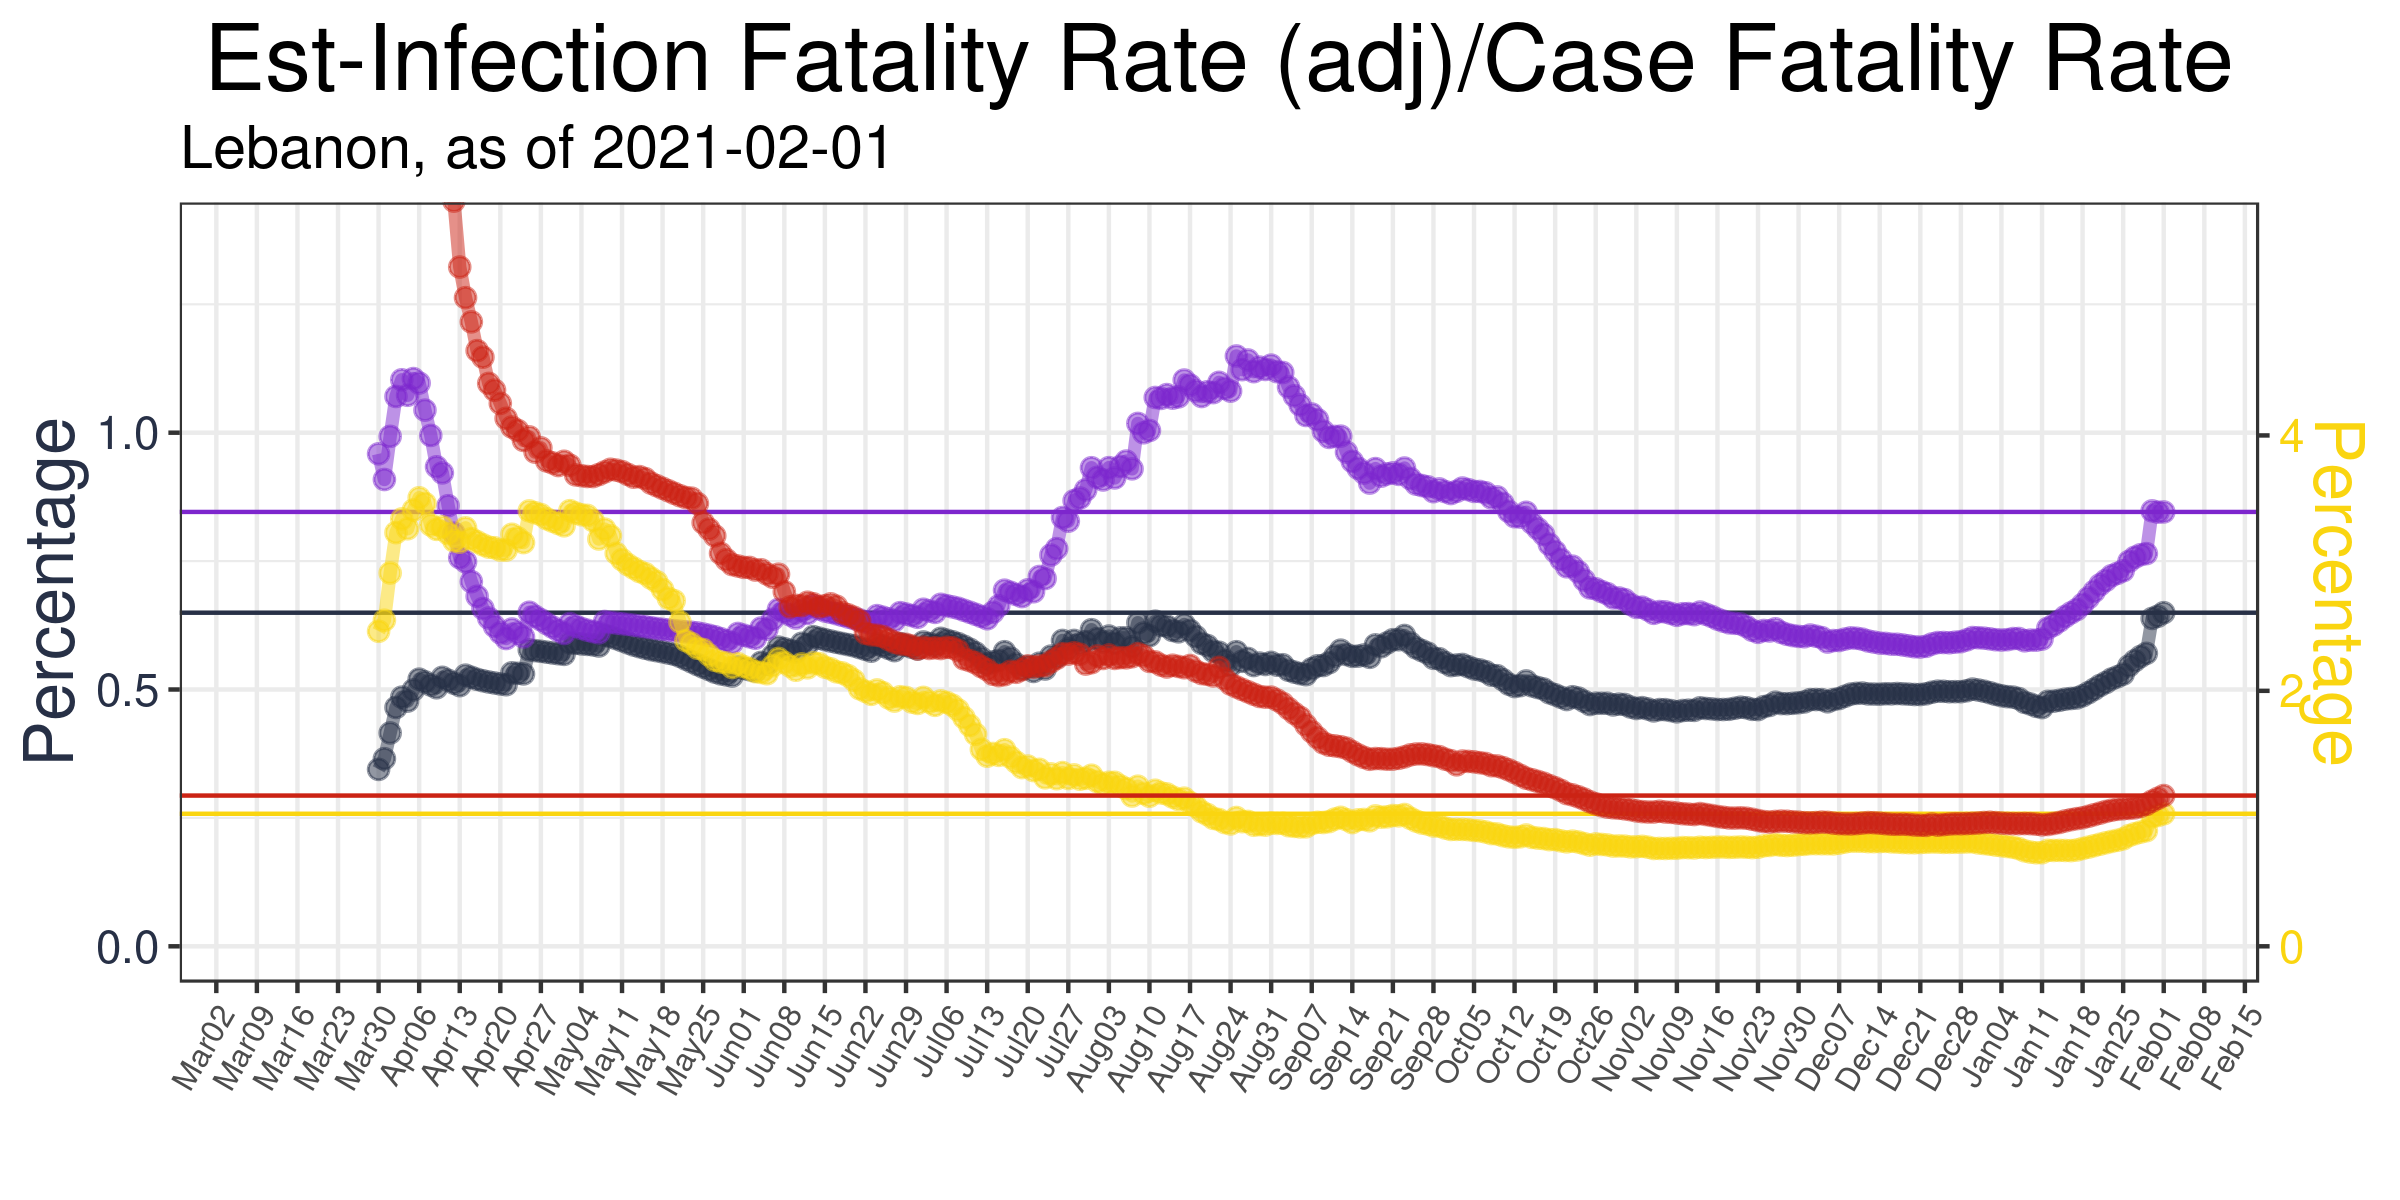 Est-Infection Fatality Rate (adj)/Case Fatality Rate
Lebanon, as of 2021-02-01
Percentage
1.0
0.5
0.0
4
2
0
Percentage
Mar02 Mar09 Mar16 Mar23 Mar30 Apr06 Apr13 Apr20 Apr27 May04 May11 May18 May25 Jun01 Jun08 Jun15 Jun22 Jun29 Jul06 Jul13 Jul20 Jul27 Aug03 Aug10 Aug17 Aug24 Aug31 Sep07 Sep14 Sep21 Sep28 Oct05 Oct12 Oct19 Oct26 Nov02 Nov09 Nov16 Nov23 Nov30 Dec07 Dec14 Dec21 Dec28 Jan04 Jan11 Jan18 Jan25 Feb01 Feb08 Feb15